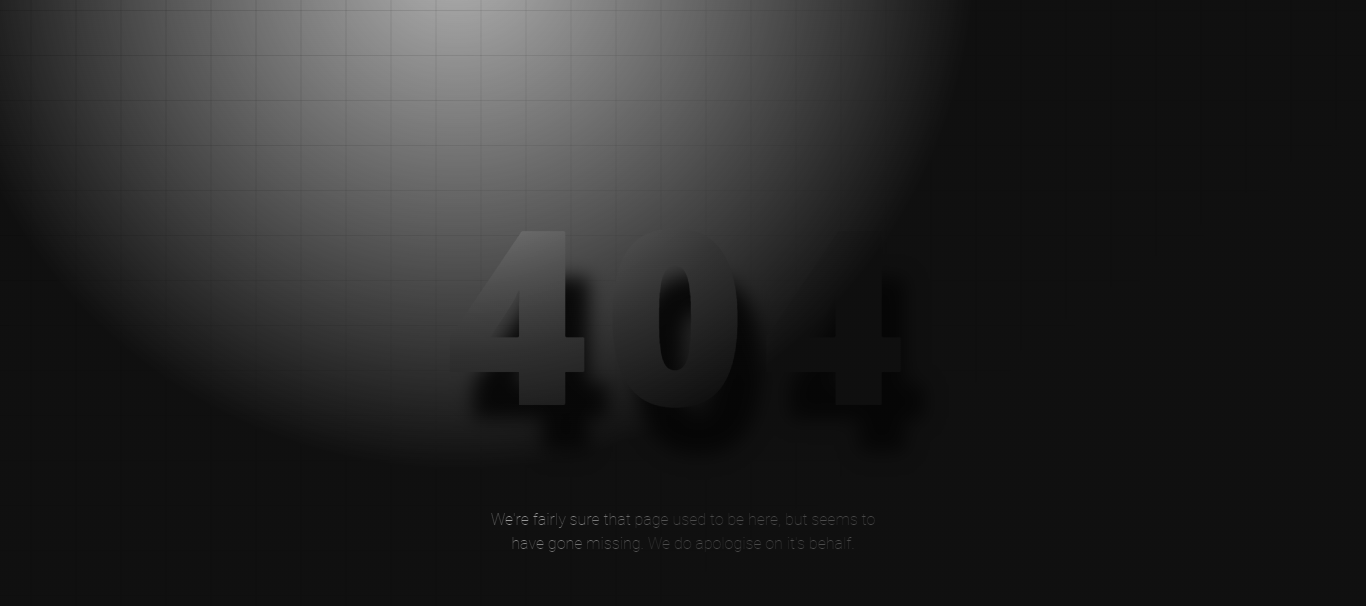 404
We're fairly sure that page used to be here, but seems to
have gone missing. We do apologise on it's behalf.